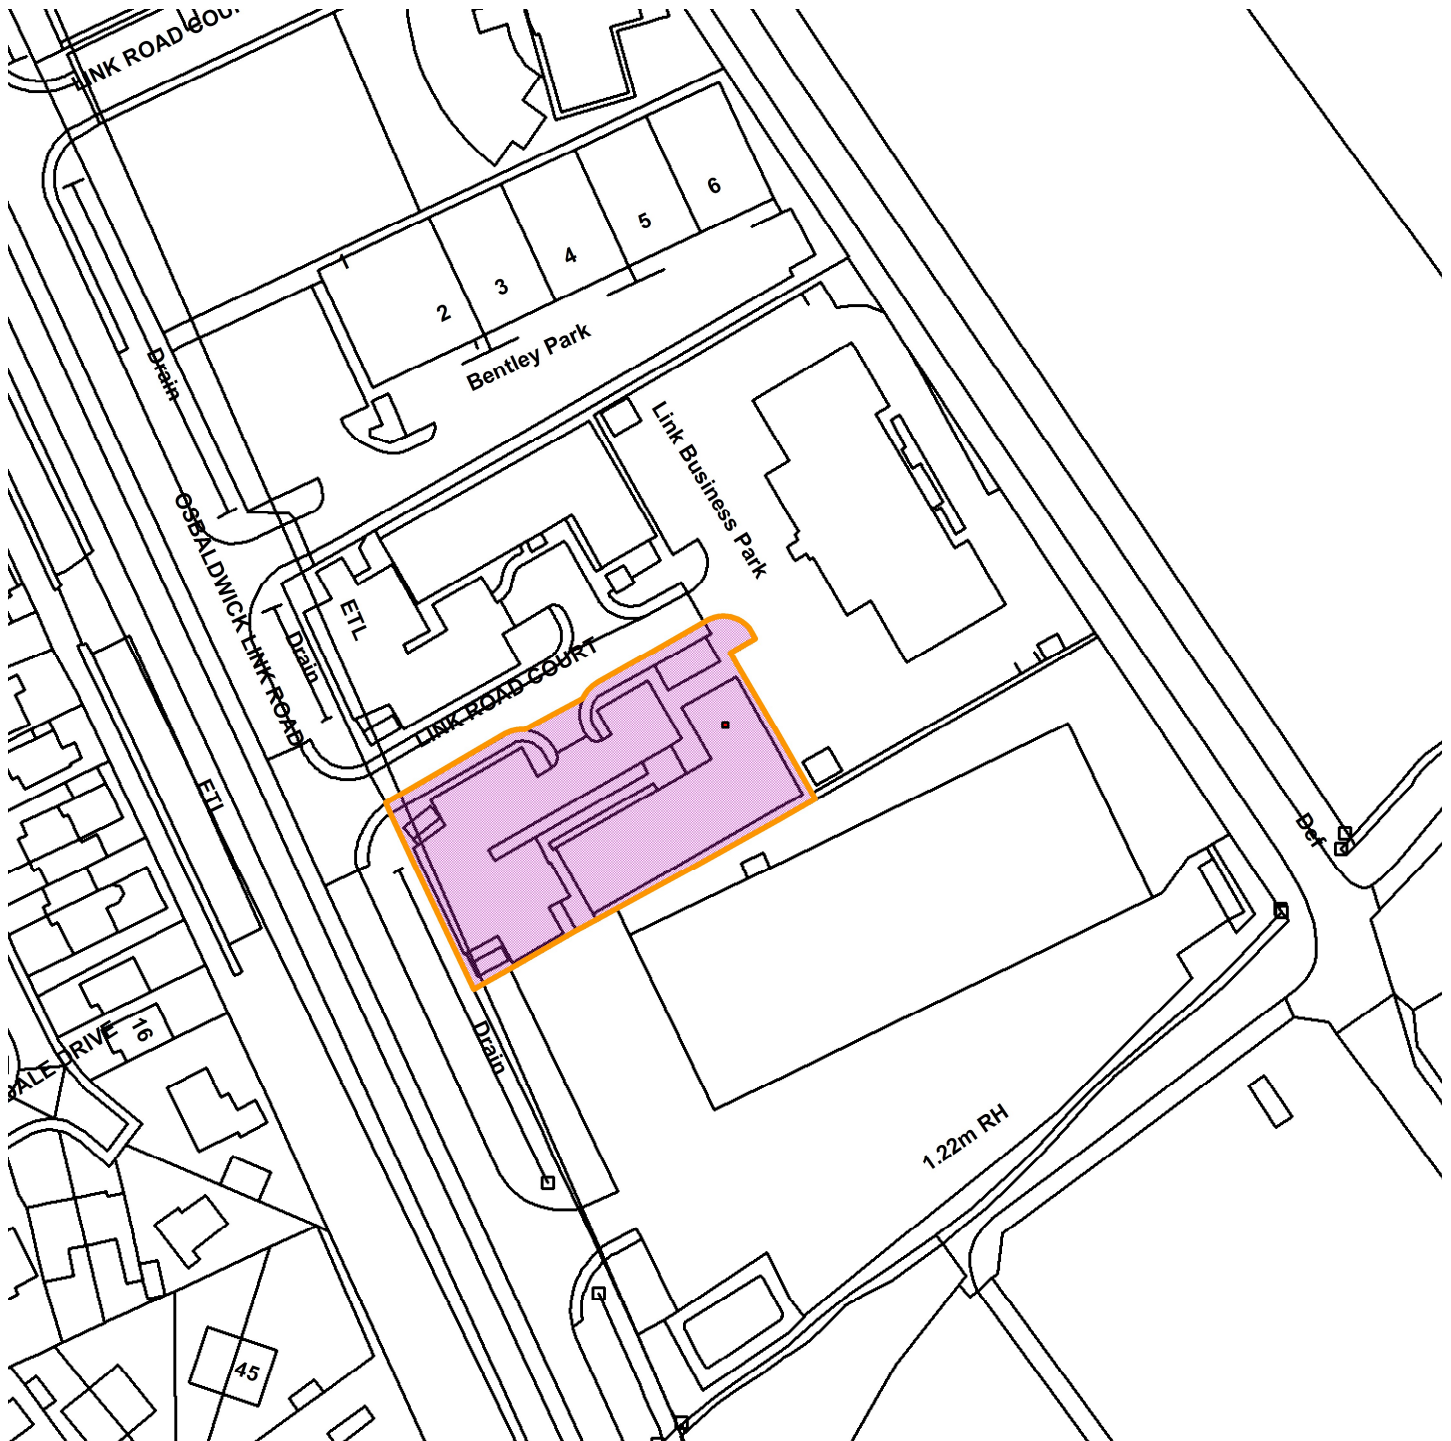 LINK ROAD COU
6
5
4
3
2
Bentley Park
Drain
Link Business Park
OSBALDWICK LINK ROAD
ETL
Drain
LINK ROAD COURT
ETL
Def
16
DALE DRIVE
Drain
1.22m RH
45